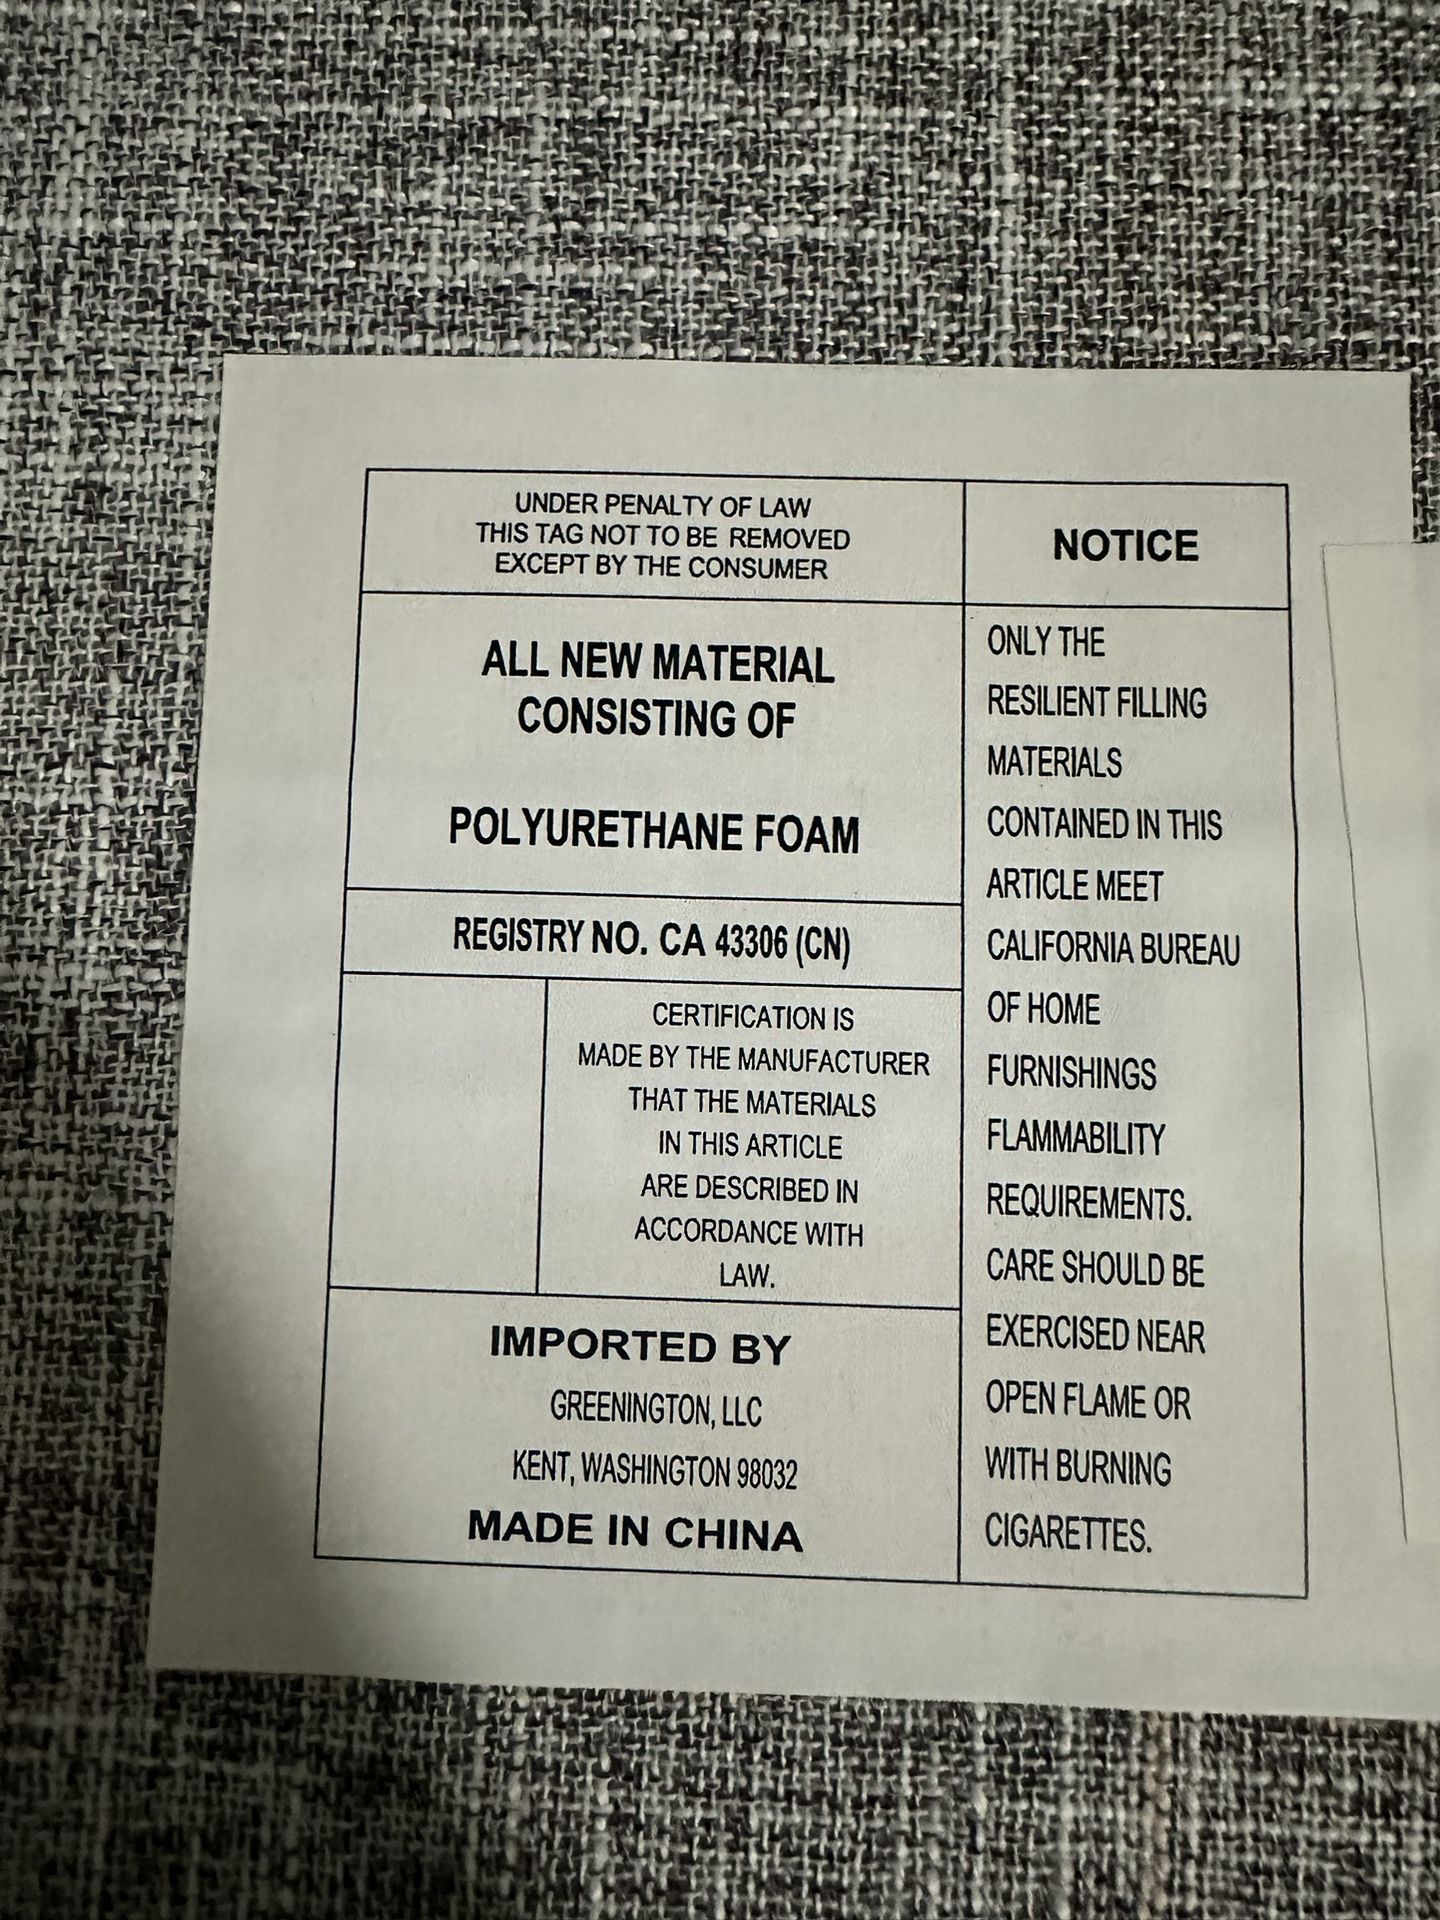 UNDER PENALTY OF LAW
THIS TAG NOT TO BE REMOVED
EXCEPT BY THE CONSUMER
ALL NEW MATERIAL
CONSISTING OF
POLYURETHANE FOAM
REGISTRY NO. CA 43306 (CN)
CERTIFICATION IS
MADE BY THE MANUFACTURER
THAT THE MATERIALS
IN THIS ARTICLE
ARE DESCRIBED IN
ACCORDANCE WITH
LAW.
IMPORTED BY
GREENINGTON, LLC
KENT, WASHINGTON 98032
MADE IN CHINA
NOTICE
ONLY THE
RESILIENT FILLING
MATERIALS
CONTAINED IN THIS
ARTICLE MEET
CALIFORNIA BUREAU
OF HOME
FURNISHINGS
FLAMMABILITY
REQUIREMENTS.
CARE SHOULD BE
EXERCISED NEAR
OPEN FLAME OR
WITH BURNING
CIGARETTES.